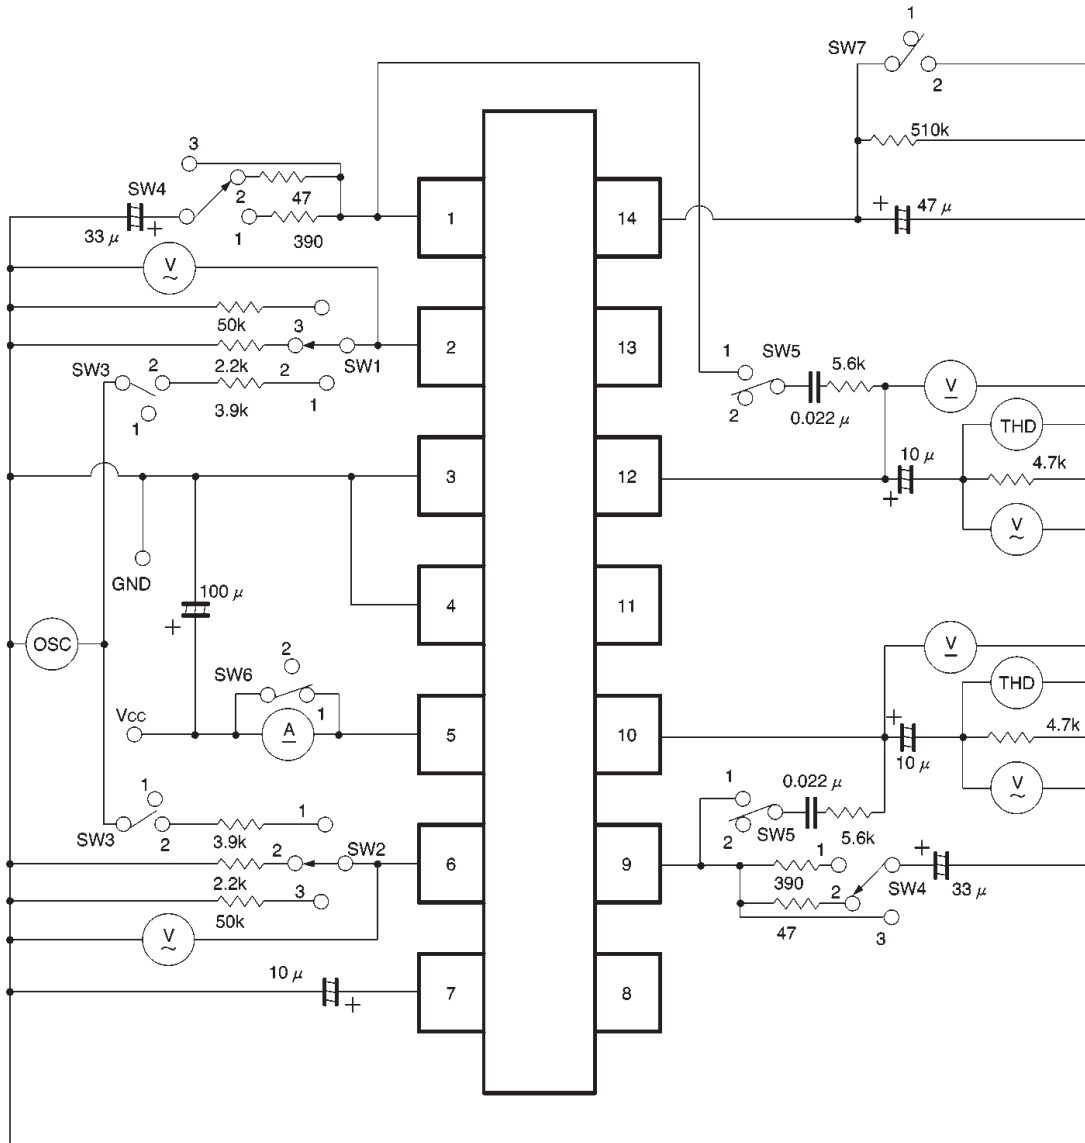 1
SW7
2
510k
3
SW4
2
47
+
33 μ
1
390
1
14
+
47 μ
V
~
50k
3
2.2k
SW1
2
13
SW3
2
2
1
3.9k
1
1
SW5
5.6k
2
0.022 μ
V
THD
10 μ
4.7k
3
12
+
V
~
GND
100 μ
+
4
11
OSC
2
SW6
1
VCC
A
5
10
V
THD
+
4.7k
10 μ
V
~
1
0.022 μ
2
SW5
5.6k
1
SW3
2
3.9k
1
2
SW2
2.2k
3
50k
6
9
1
390
2
SW4
+
33 μ
47
3
V
~
10 μ
+
7
8